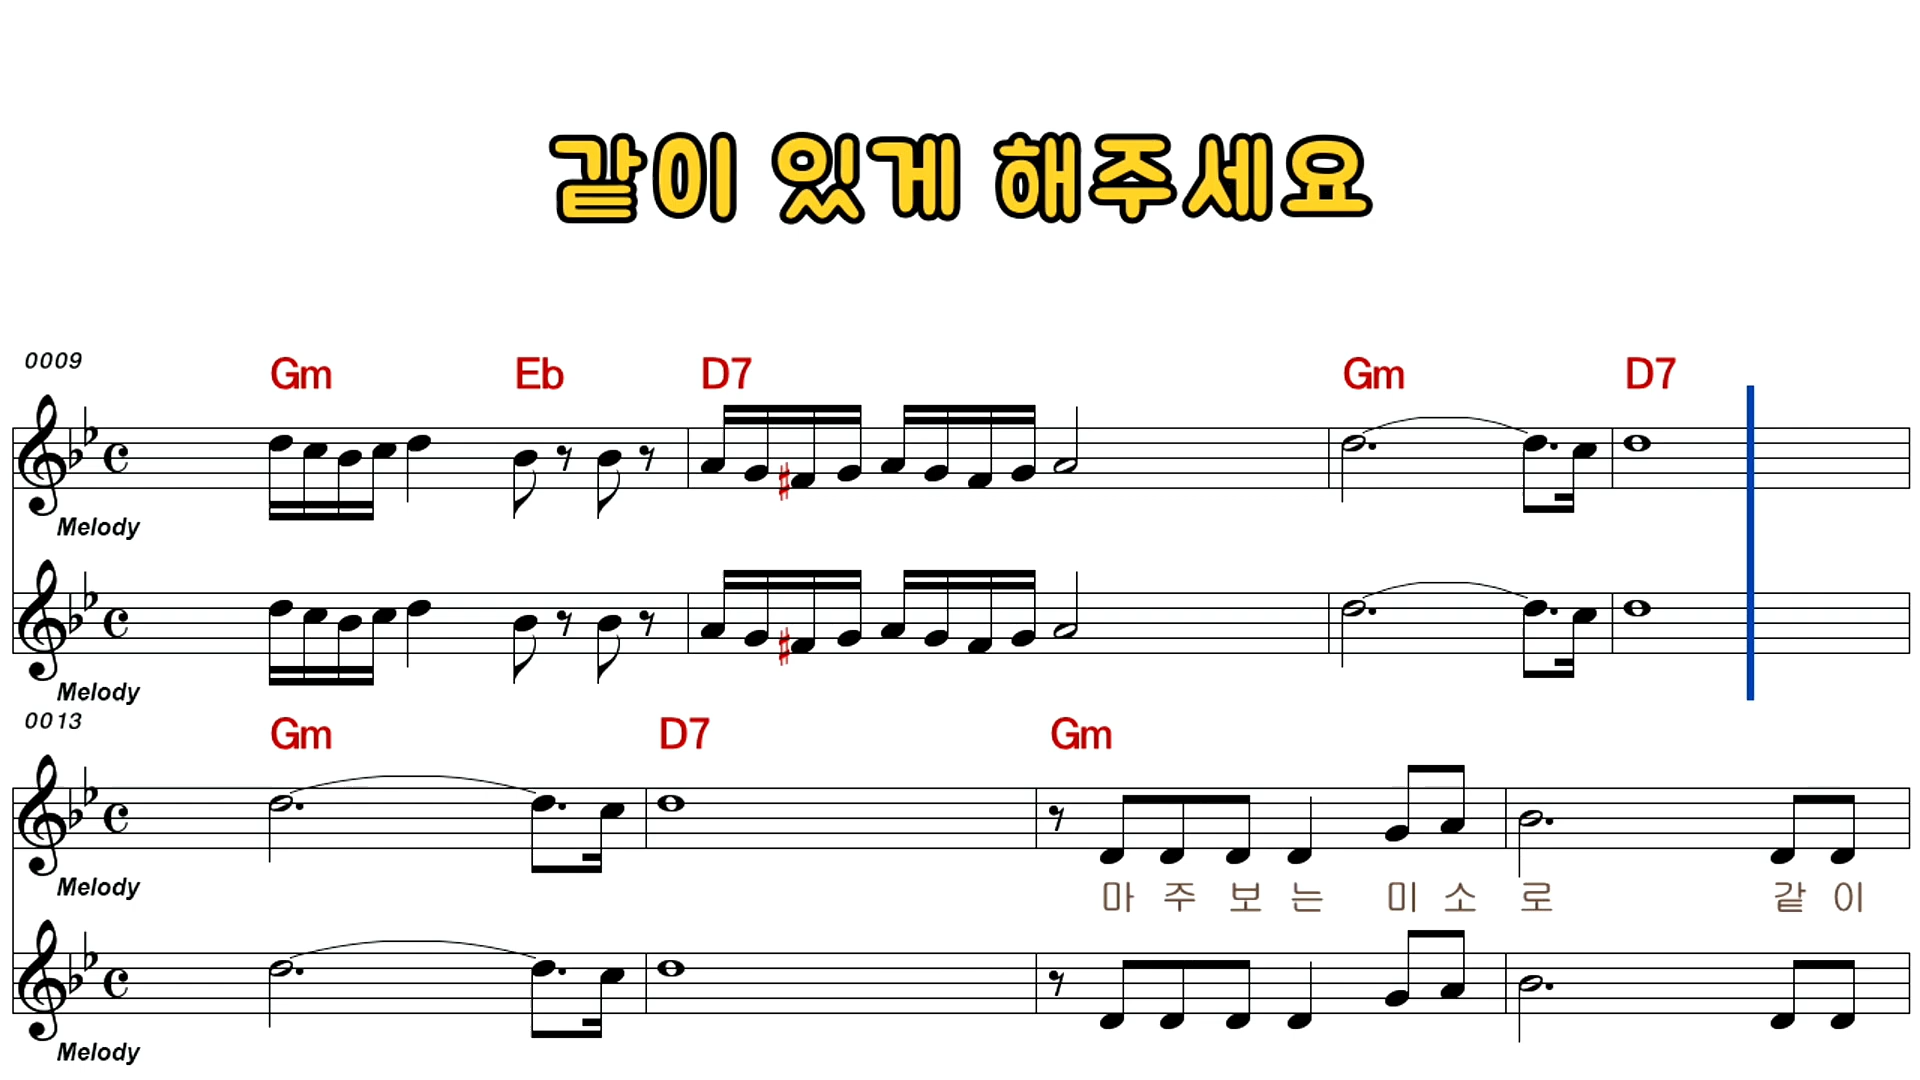 같이 있게 해주세요
0009
Gm Eb D7 Gm D7
Melody
Melody
0013
Gm D7 Gm
Melody
마 주 보 는 미 소 로 같 이
Melody